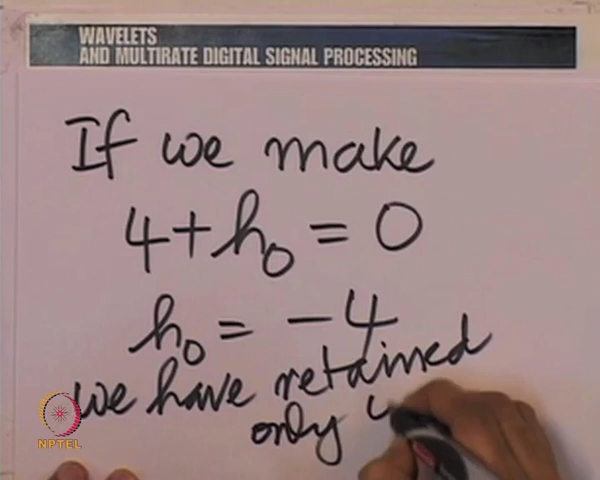 WAVELETS
AND MULTIRATE DIGITAL SIGNAL PROCESSING
If we make
4+h₀ = 0
h₀ = -4
we have retained
only
NPTEL